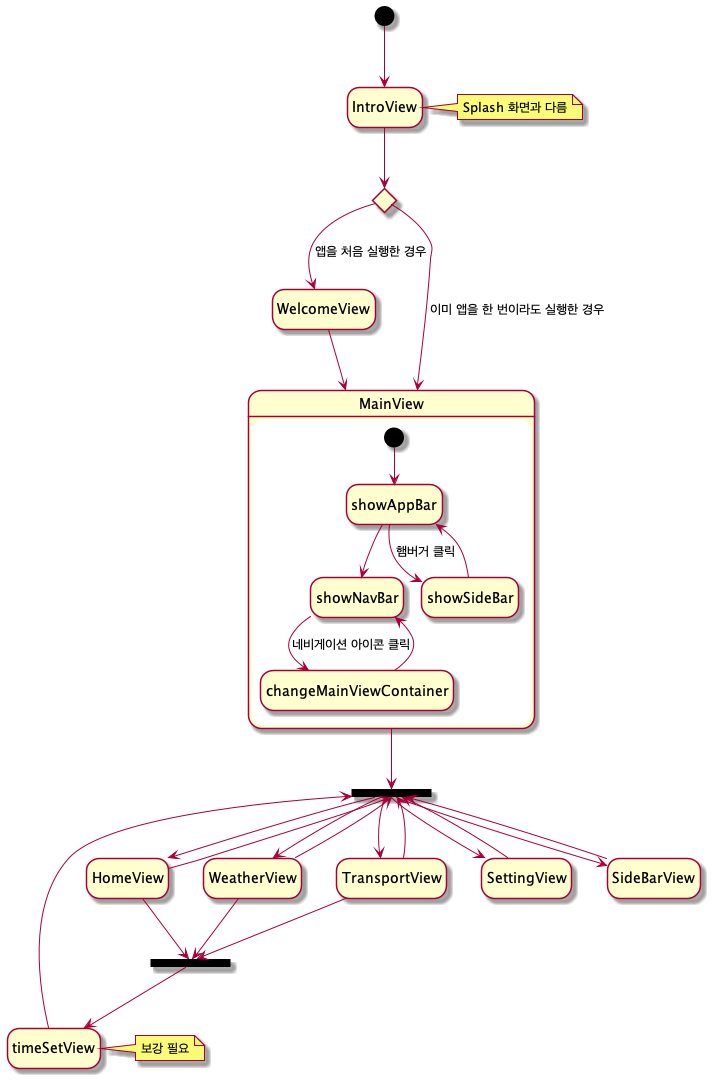 IntroView
Splash 화면과 다름
앱을 처음 실행한 경우
WelcomeView
이미 앱을 한 번이라도 실행한 경우
MainView
showAppBar
햄버거 클릭
showNavBar
showSideBar
네비게이션 아이콘 클릭
changeMainViewContainer
HomeView
WeatherView
TransportView
SettingView
SideBarView
timeSetView
보강 필요